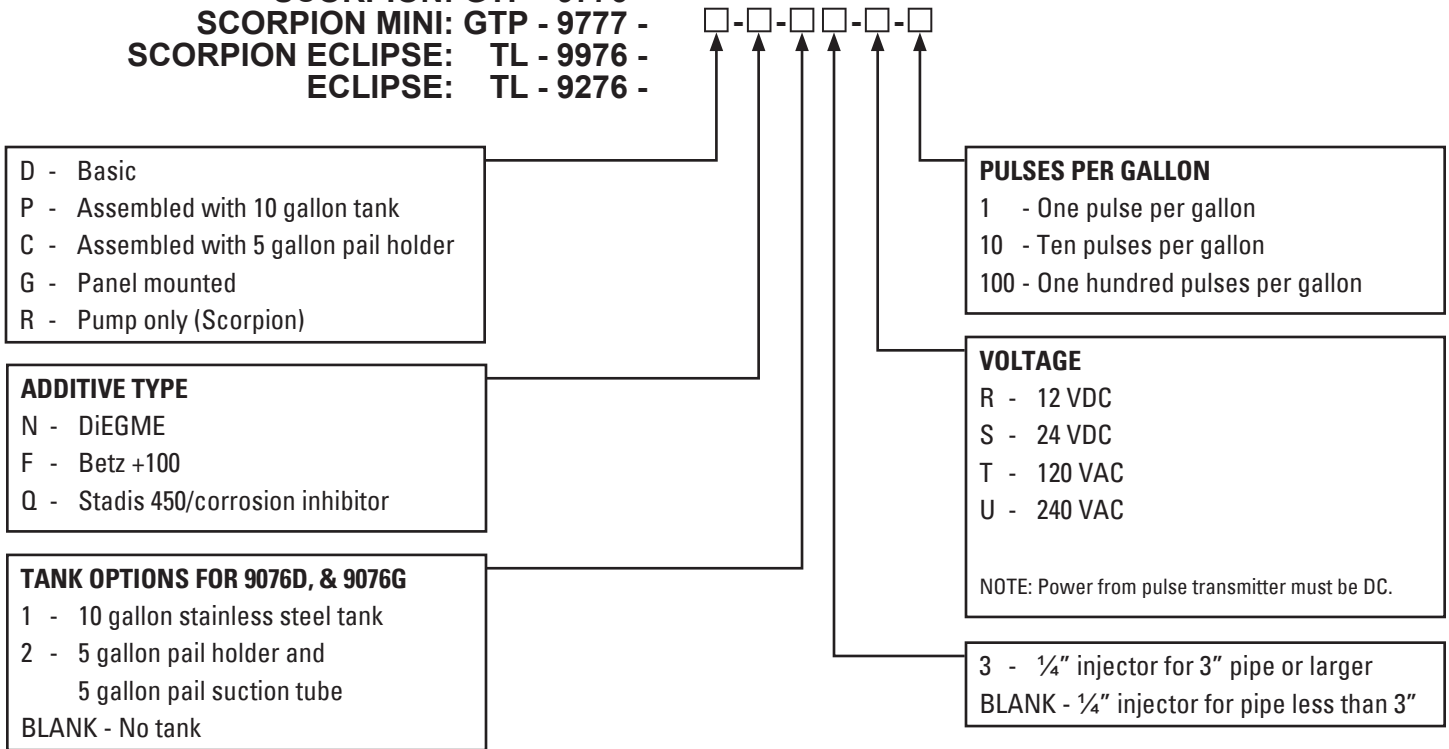 SCORPION MINI: GTP - 9777 -
SCORPION ECLIPSE: TL - 9976 -
ECLIPSE: TL - 9276 -
D - Basic
P - Assembled with 10 gallon tank
C - Assembled with 5 gallon pail holder
G - Panel mounted
R - Pump only (Scorpion)
ADDITIVE TYPE
N - DiEGME
F - Betz +100
Q - Stadis 450/corrosion inhibitor
TANK OPTIONS FOR 9076D, & 9076G
1 - 10 gallon stainless steel tank
2 - 5 gallon pail holder and
5 gallon pail suction tube
BLANK - No tank
PULSES PER GALLON
1 - One pulse per gallon
10 - Ten pulses per gallon
100 - One hundred pulses per gallon
VOLTAGE
R - 12 VDC
S - 24 VDC
T - 120 VAC
U - 240 VAC
NOTE: Power from pulse transmitter must be DC.
3 - ¼” injector for 3” pipe or larger
BLANK - ¼” injector for pipe less than 3”